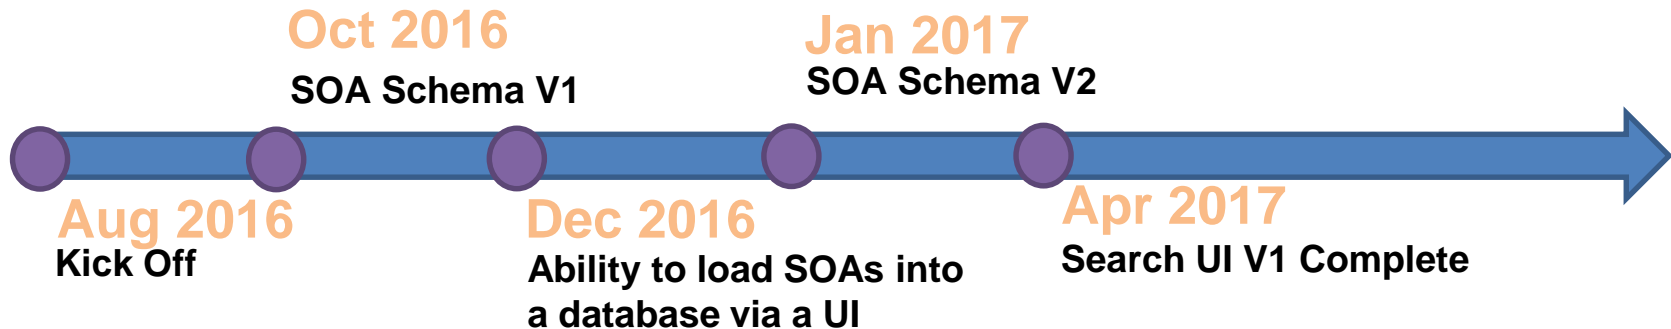 Oct 2016
SOA Schema V1
Jan 2017
SOA Schema V2
Aug 2016
Kick Off
Dec 2016
Ability to load SOAs into
a database via a UI
Apr 2017
Search UI V1 Complete